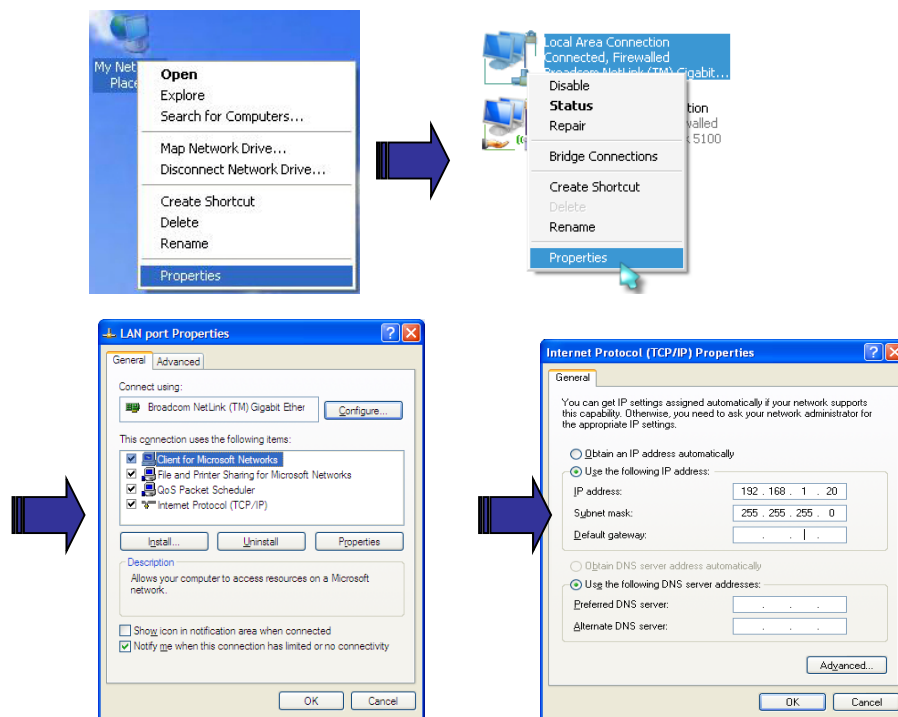 My Net
Place
Open
Explore
Search for Computers...
Map Network Drive...
Disconnect Network Drive...
Create Shortcut
Delete
Rename
Properties
Local Area Connection
Connected, Firewalled
Broadcom NetLink (TM) Gigabit...
Disable
Status
Repair
Bridge Connections
Create Shortcut
Delete
Rename
Properties
tion
walled
5100
LAN port Properties
General Advanced
Connect using:
Broadcom NetLink (TM) Gigabit Ether Configure...
This connection uses the following items:
Client for Microsoft Networks
File and Printer Sharing for Microsoft Networks
QoS Packet Scheduler
Internet Protocol (TCP/IP)
Install... Uninstall Properties
Description
Allows your computer to access resources on a Microsoft
network.
Show icon in notification area when connected
Notify me when this connection has limited or no connectivity
OK Cancel
Internet Protocol (TCP/IP) Properties
General
You can get IP settings assigned automatically if your network supports
this capability. Otherwise, you need to ask your network administrator for
the appropriate IP settings.
Obtain an IP address automatically
Use the following IP address:
IP address: 192 . 168 . 1 . 20
Subnet mask: 255 . 255 . 255 . 0
Default gateway: . . .
Obtain DNS server address automatically
Use the following DNS server addresses:
Preferred DNS server: . . .
Alternate DNS server: . . .
Advanced...
OK Cancel